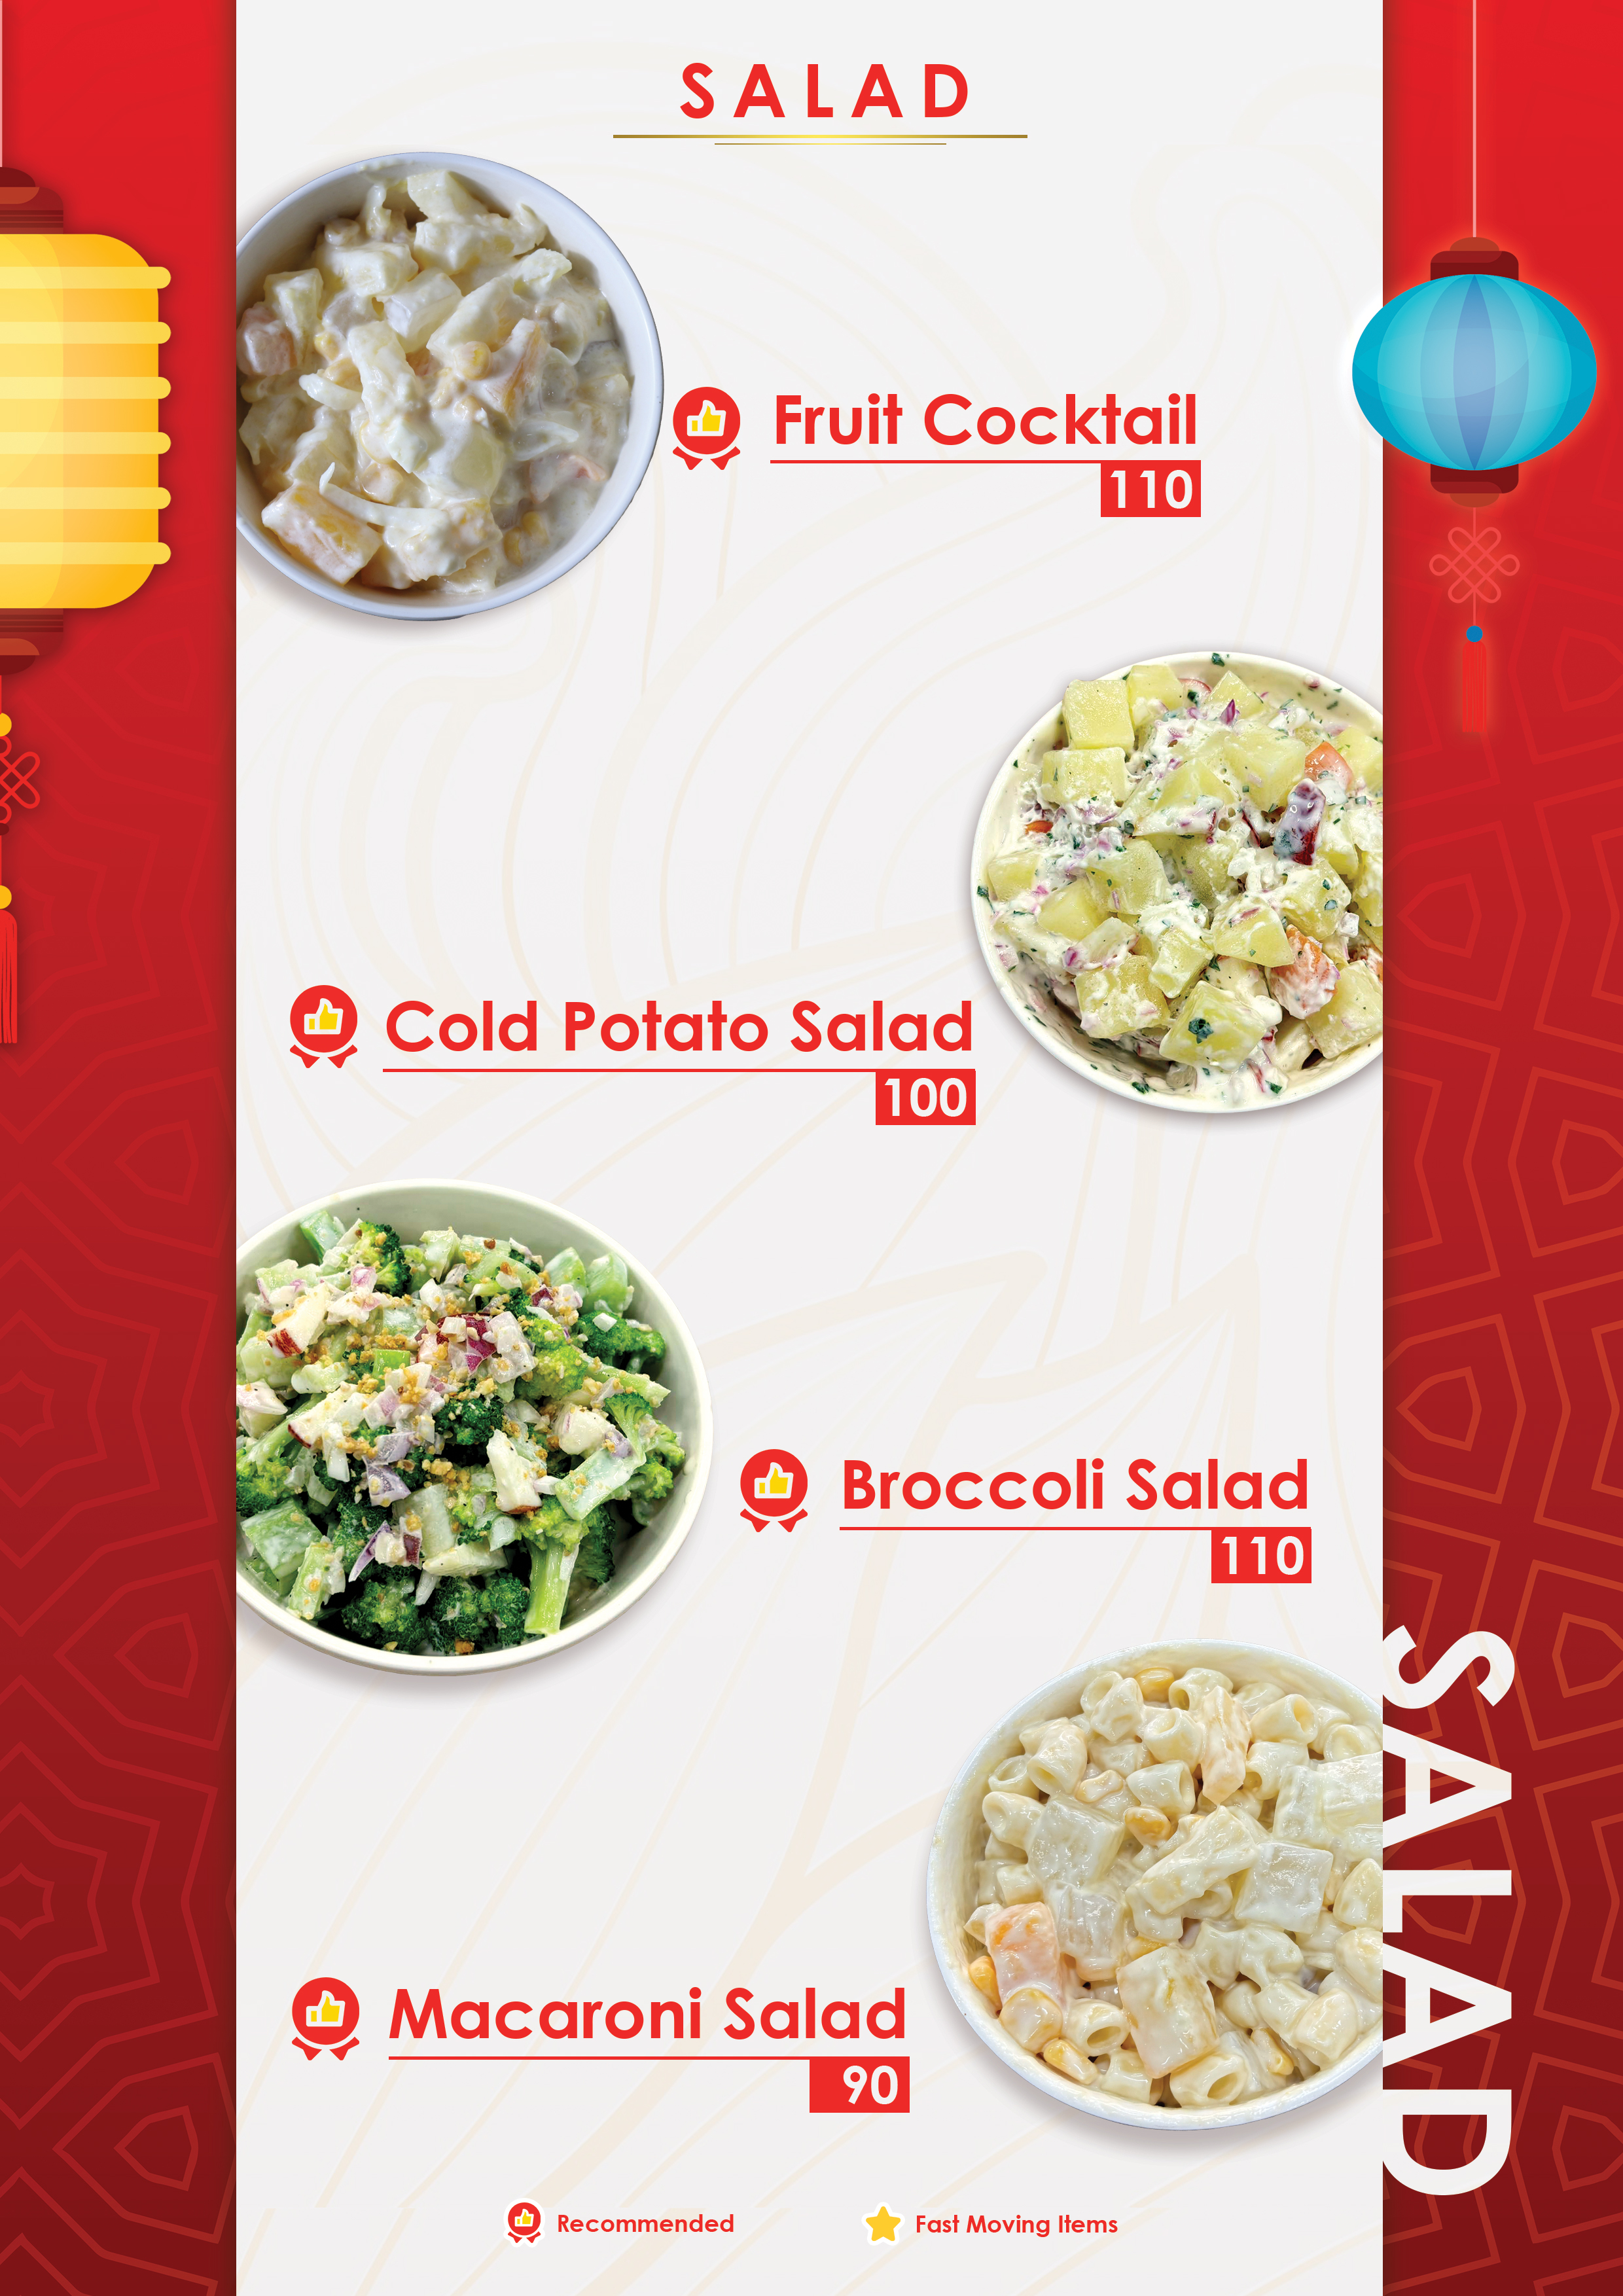 SALAD
Fruit Cocktail
110
Cold Potato Salad
100
Broccoli Salad
110
Macaroni Salad
90
SALAD
Recommended
Fast Moving Items